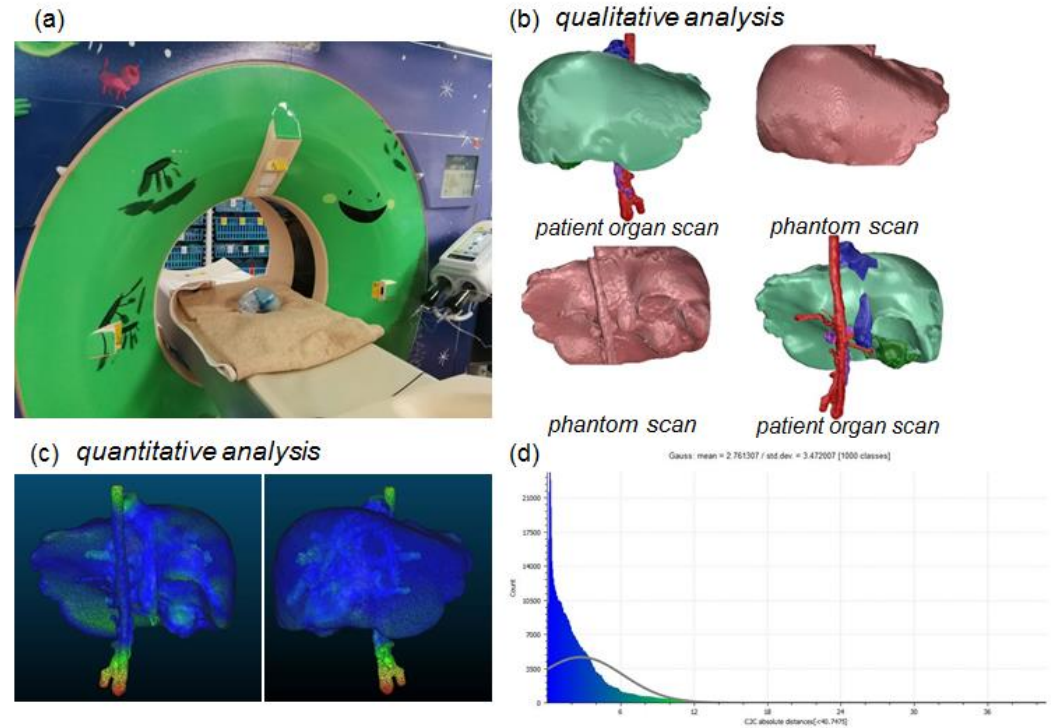 (a)
(b) qualitative analysis
patient organ scan
phantom scan
phantom scan
patient organ scan
(c) quantitative analysis
(d)
Gauss: mean = 2.761307 / std.dev. = 3.472007 [1000 classes]
21000
17500
14000
10500
7000
3500
Count
6
12
18
24
30
36
C2C absolute distances[<40.7475]